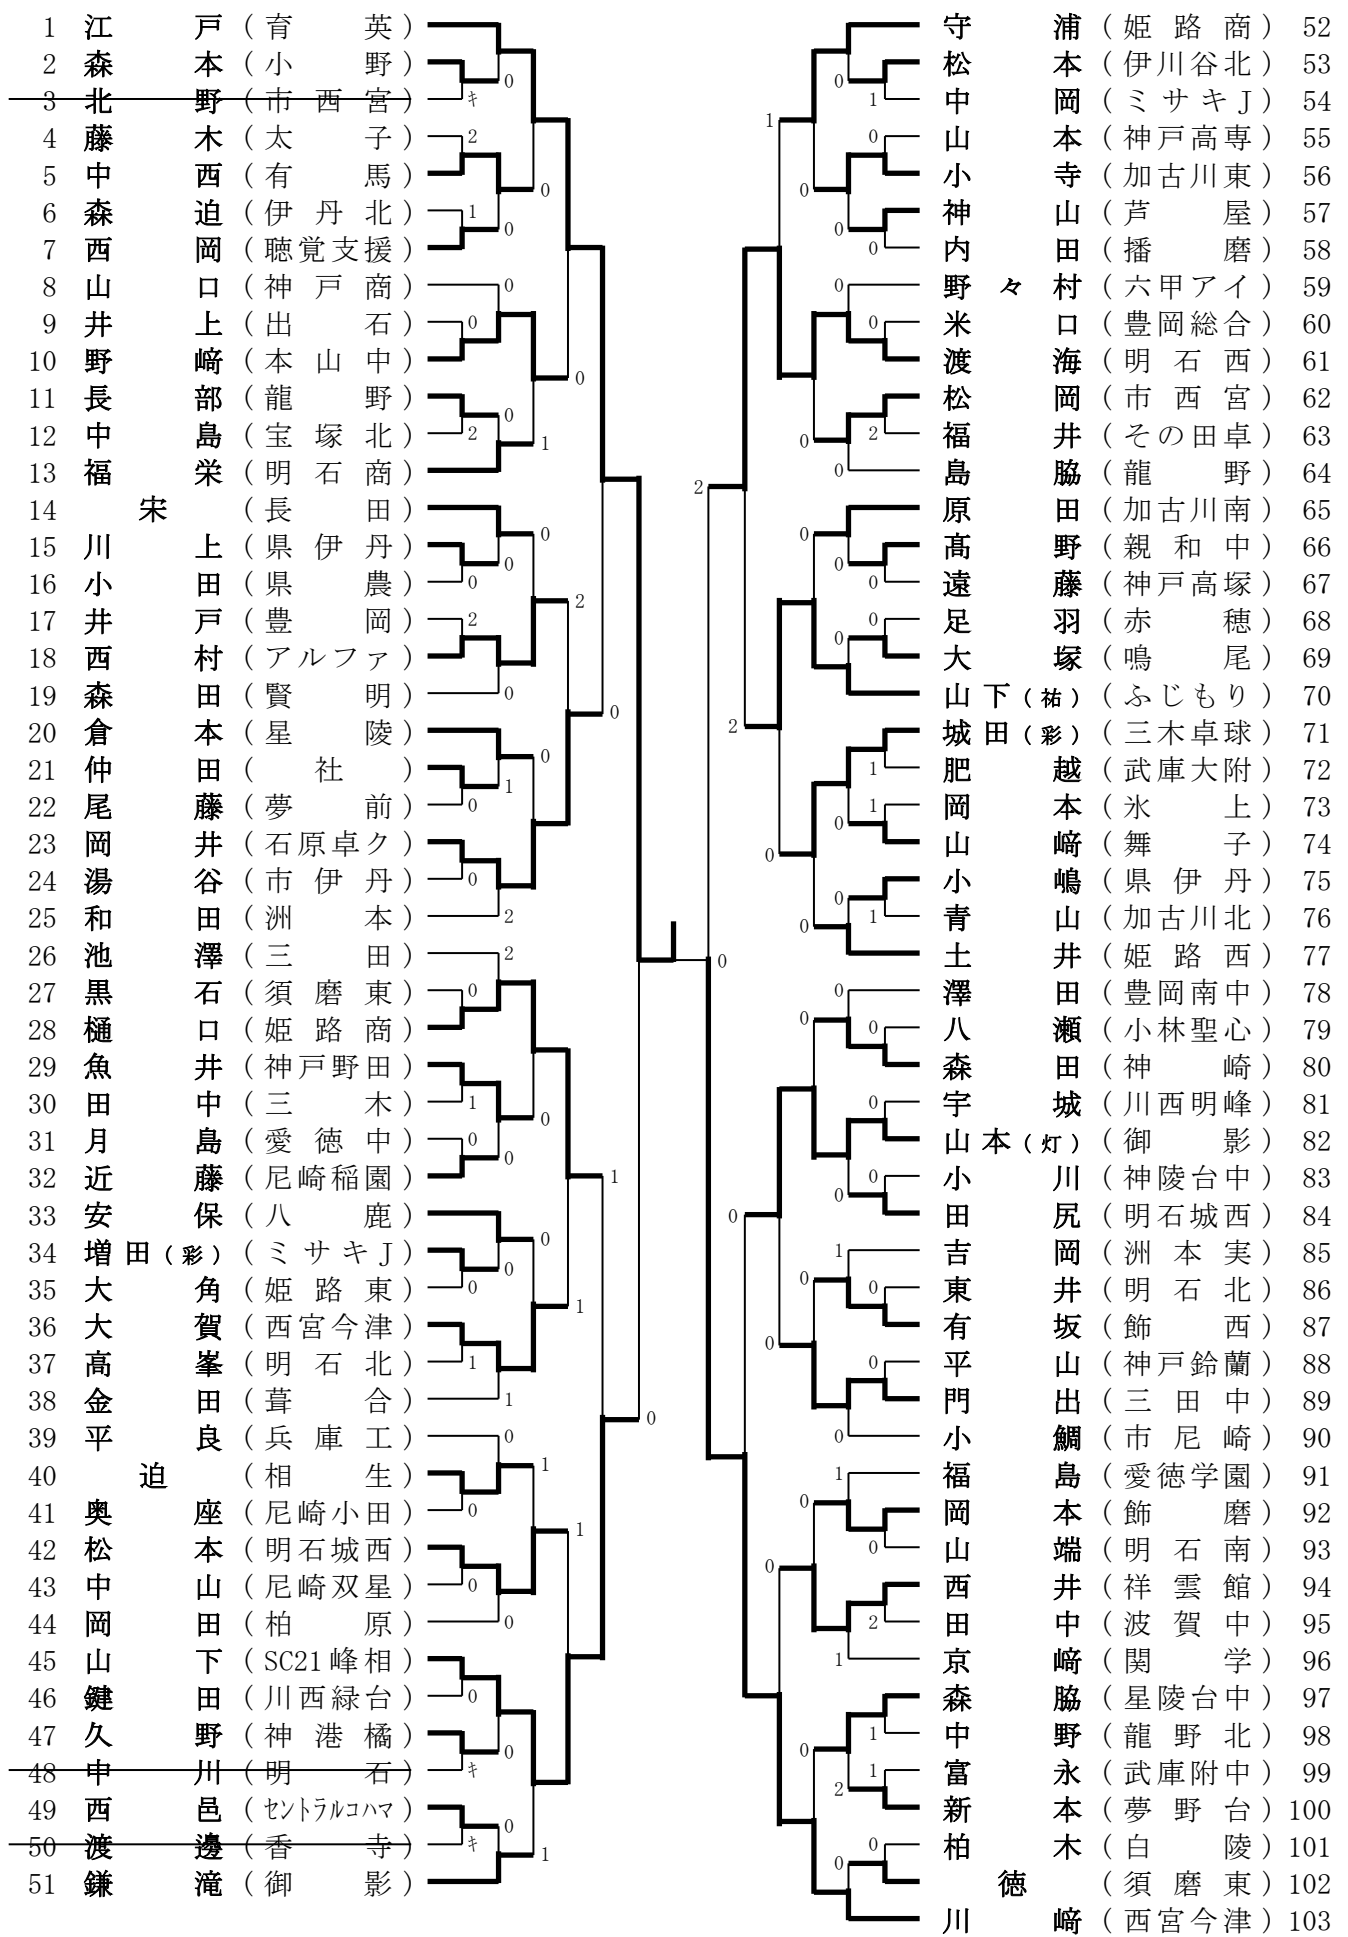 1 江戸（育英）
2 森本（小野）
3 北野（市西宮）
4 藤木（太子）
5 中西（有馬）
6 森迫（伊丹北）
7 西岡（聴覚支援）
8 山口（神戸商）
9 井上（出石）
10 野﨑（本山中）
11 長部（龍野）
12 中島（宝塚北）
13 福栄（明石商）
14 宋（長田）
15 川上（県伊丹）
16 小田（県農）
17 井戸（豊岡）
18 西村（アルファ）
19 森田（賢明）
20 倉本（星陵）
21 仲田（社）
22 尾藤（夢前）
23 岡井（石原卓ク）
24 湯谷（市伊丹）
25 和田（洲本）
26 池澤（三田）
27 黒石（須磨東）
28 樋口（姫路商）
29 魚井（神戸野田）
30 田中（三木）
31 月島（愛徳中）
32 近藤（尼崎稲園）
33 安保（八鹿）
34 増田（彩）（ミサキJ）
35 大角（姫路東）
36 大賀（西宮今津）
37 高峯（明石北）
38 金田（葺合）
39 平良（兵庫工）
40 迫（相生）
41 奥座（尼崎小田）
42 松本（明石城西）
43 中山（尼崎双星）
44 岡田（柏原）
45 山下（SC21峰相）
46 鍵田（川西緑台）
47 久野（神港橘）
48 中川（明石）
49 西邑（セントラルコハマ）
50 渡邊（香寺）
51 鎌滝（御影）
守浦（姫路商）52
松本（伊川谷北）53
中岡（ミサキJ）54
山本（神戸高専）55
小寺（加古川東）56
神山（芦屋）57
内田（播磨）58
野々村（六甲アイ）59
米口（豊岡総合）60
渡海（明石西）61
松岡（市西宮）62
福井（その田卓）63
島脇（龍野）64
原田（加古川南）65
髙野（親和中）66
遠藤（神戸高塚）67
足羽（赤穂）68
大塚（鳴尾）69
山下（祐）（ふじもり）70
城田（彩）（三木卓球）71
肥越（武庫大附）72
岡本（氷上）73
山﨑（舞子）74
小嶋（県伊丹）75
青山（加古川北）76
土井（姫路西）77
澤田（豊岡南中）78
八瀬（小林聖心）79
森田（神崎）80
宇城（川西明峰）81
山本（灯）（御影）82
小川（神陵台中）83
田尻（明石城西）84
吉岡（洲本実）85
東井（明石北）86
有坂（飾西）87
平山（神戸鈴蘭）88
門出（三田中）89
小鯛（市尼崎）90
福島（愛徳学園）91
岡本（飾磨）92
山端（明石南）93
西井（祥雲館）94
田中（波賀中）95
京﨑（関学）96
森脇（星陵台中）97
中野（龍野北）98
富永（武庫附中）99
新本（夢野台）100
柏木（白陵）101
徳（須磨東）102
川﨑（西宮今津）103